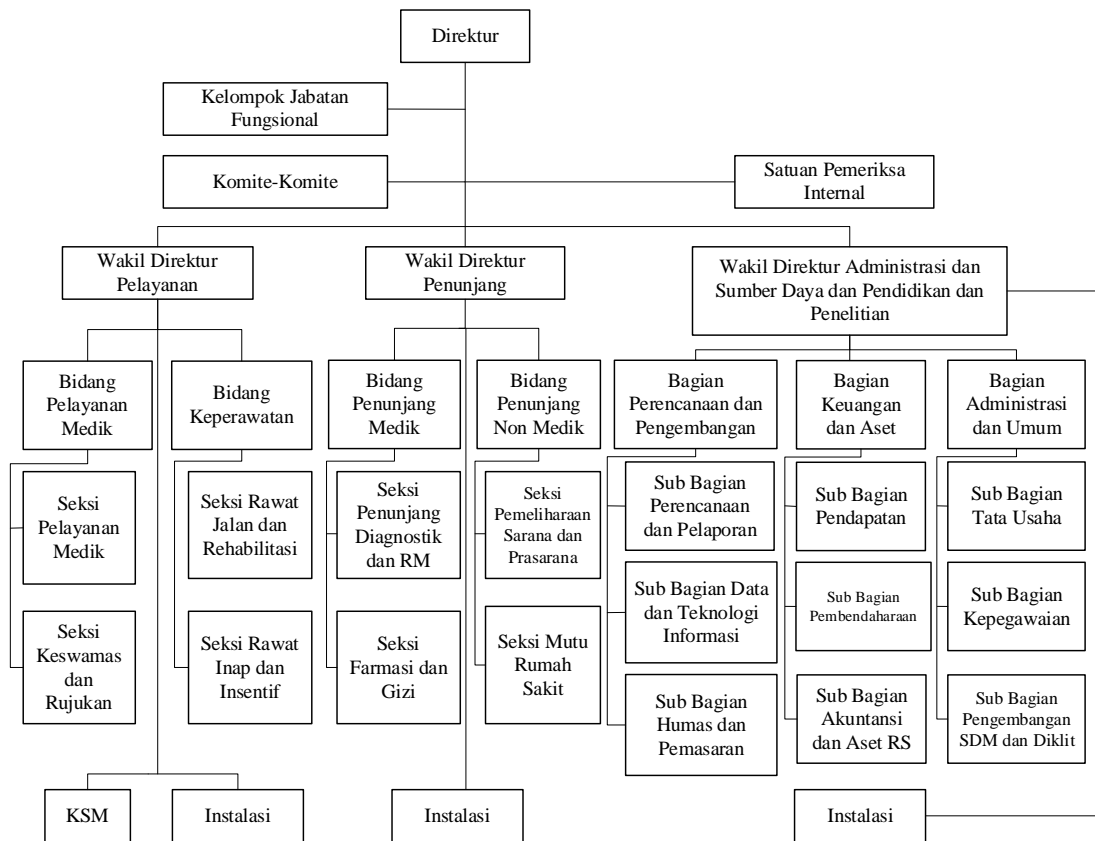 Direktur
Kelompok Jabatan
Fungsional
Komite-Komite
Satuan Pemeriksa
Internal
Wakil Direktur
Pelayanan
Wakil Direktur
Penunjang
Wakil Direktur Administrasi dan
Sumber Daya dan Pendidikan dan
Penelitian
Bidang
Pelayanan
Medik
Bidang
Keperawatan
Bidang
Penunjang
Medik
Bidang
Penunjang
Non Medik
Bagian
Perencanaan dan
Pengembangan
Bagian
Keuangan
dan Aset
Bagian
Administrasi
dan Umum
Seksi
Pelayanan
Medik
Seksi Rawat
Jalan dan
Rehabilitasi
Seksi
Penunjang
Diagnostik
dan RM
Seksi
Pemeliharaan
Sarana dan
Prasarana
Sub Bagian
Perencanaan
dan Pelaporan
Sub Bagian
Pendapatan
Sub Bagian
Tata Usaha
Seksi
Keswamas
dan
Rujukan
Seksi Rawat
Inap dan
Insentif
Seksi
Farmasi dan
Gizi
Seksi Mutu
Rumah
Sakit
Sub Bagian Data
dan Teknologi
Informasi
Sub Bagian
Pembendaharaan
Sub Bagian
Kepegawaian
Sub Bagian
Humas dan
Pemasaran
Sub Bagian
Akuntansi
dan Aset RS
Sub Bagian
Pengembangan
SDM dan Diklit
KSM
Instalasi
Instalasi
Instalasi